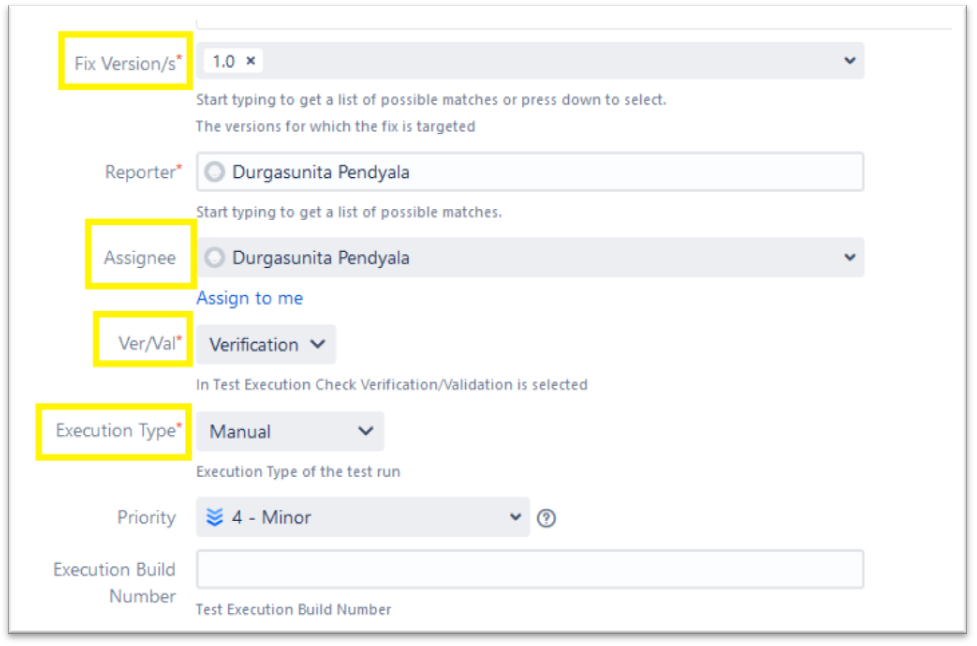 Fix Version/s*
1.0 ×
Start typing to get a list of possible matches or press down to select.
The versions for which the fix is targeted
Reporter*
Durgasunita Pendyala
Start typing to get a list of possible matches.
Assignee
Durgasunita Pendyala
Assign to me
Ver/Val*
Verification
In Test Execution Check Verification/Validation is selected
Execution Type*
Manual
Execution Type of the test run
Priority
4 - Minor
?
Execution Build
Number
Test Execution Build Number